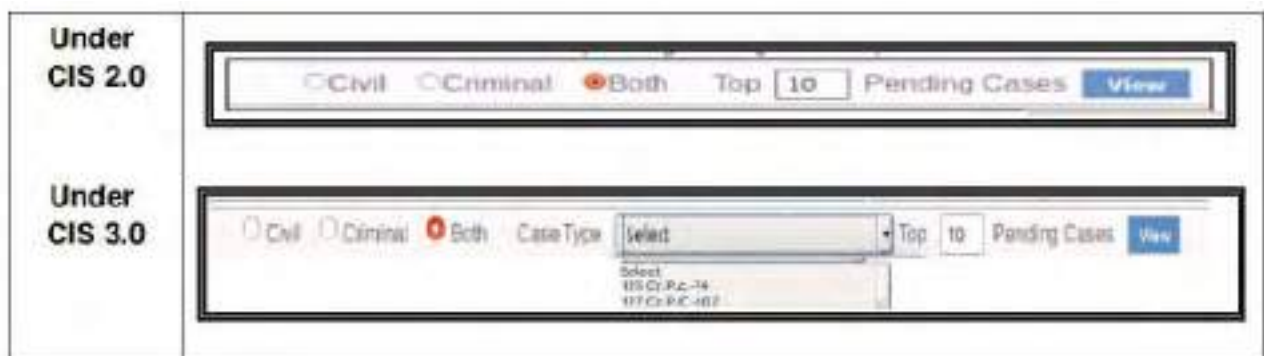 Under
CIS 2.0
Civil Criminal Both Top 10 Pending Cases View
Under
CIS 3.0
Civil Criminal Both Case Type Select Top 10 Pending Cases View
Select